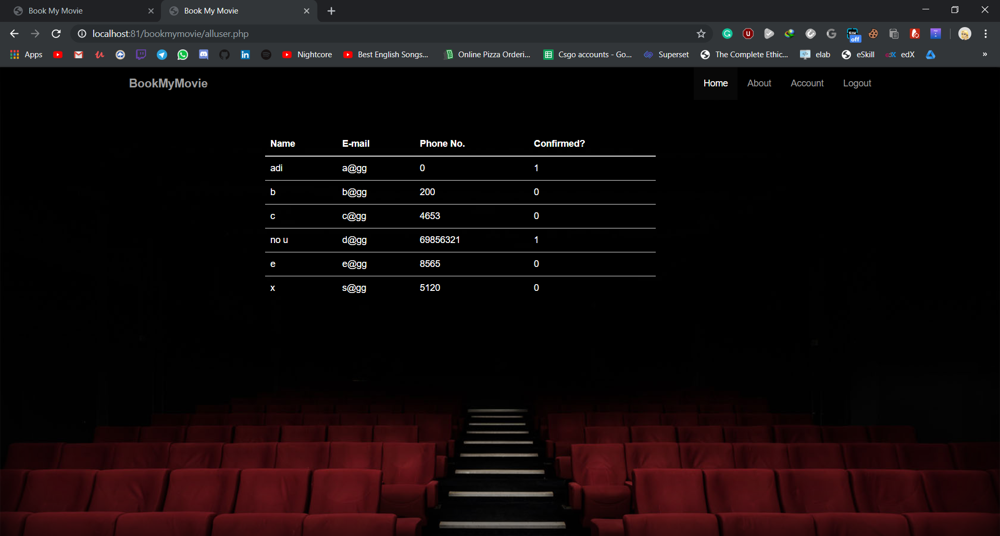 Book My Movie
Book My Movie
localhost:81/bookmymovie/alluser.php
off
Apps Nightcore Best English Songs... Online Pizza Orderi... Csgo accounts - Go... Superset The Complete Ethic... elab eSkill edX edX »
BookMyMovie Home About Account Logout
Name E-mail Phone No. Confirmed?
adi a@gg 0 1
b b@gg 200 0
c c@gg 4653 0
no u d@gg 69856321 1
e e@gg 8565 0
x s@gg 5120 0